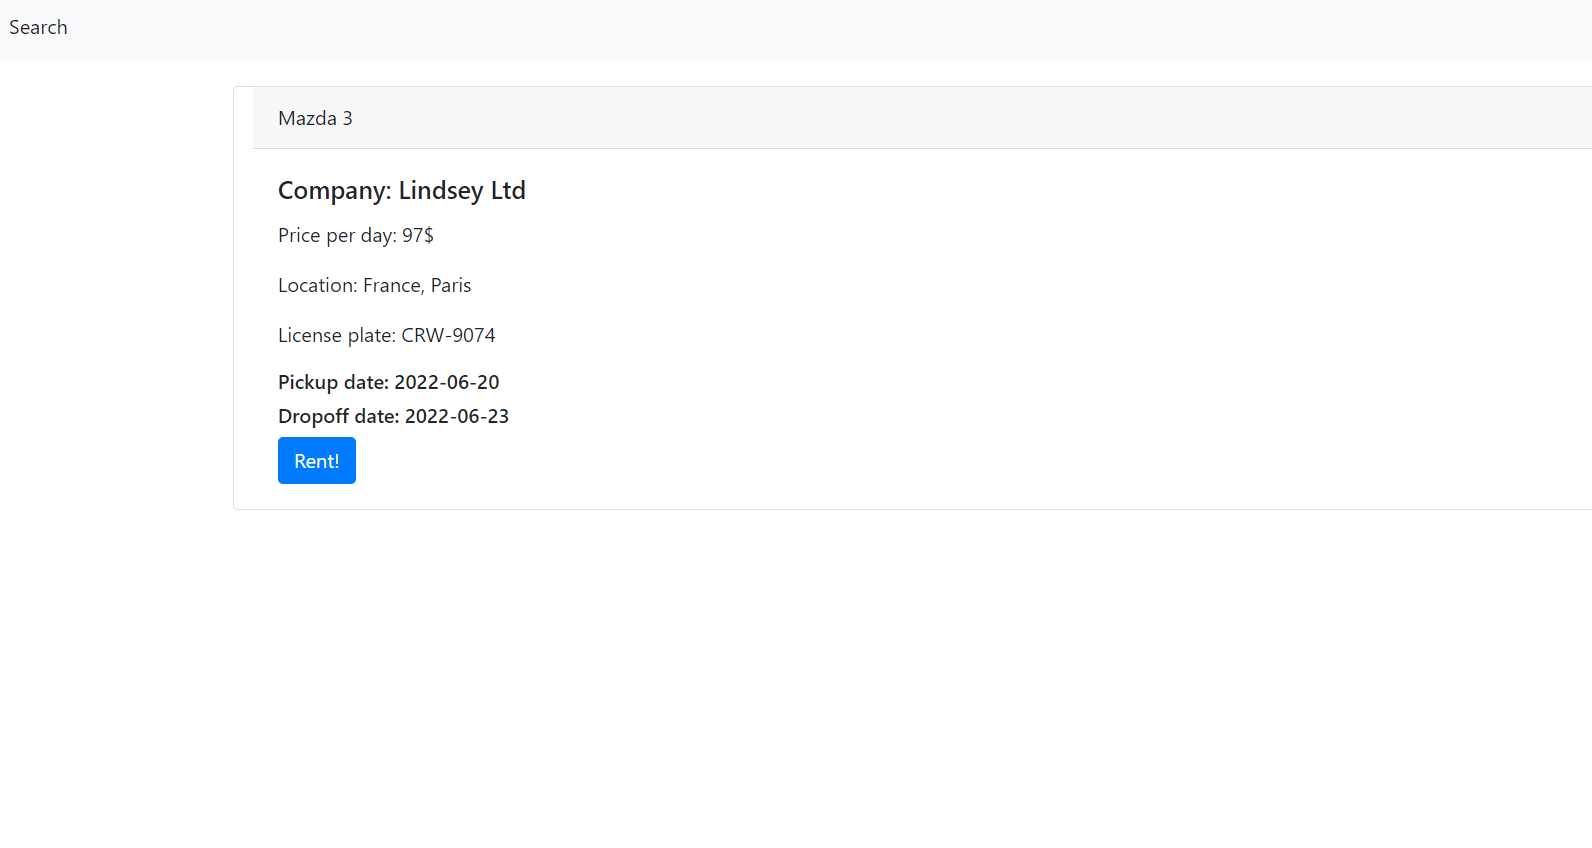 Search
Mazda 3
Company: Lindsey Ltd
Price per day: 97$
Location: France, Paris
License plate: CRW-9074
Pickup date: 2022-06-20
Dropoff date: 2022-06-23
Rent!